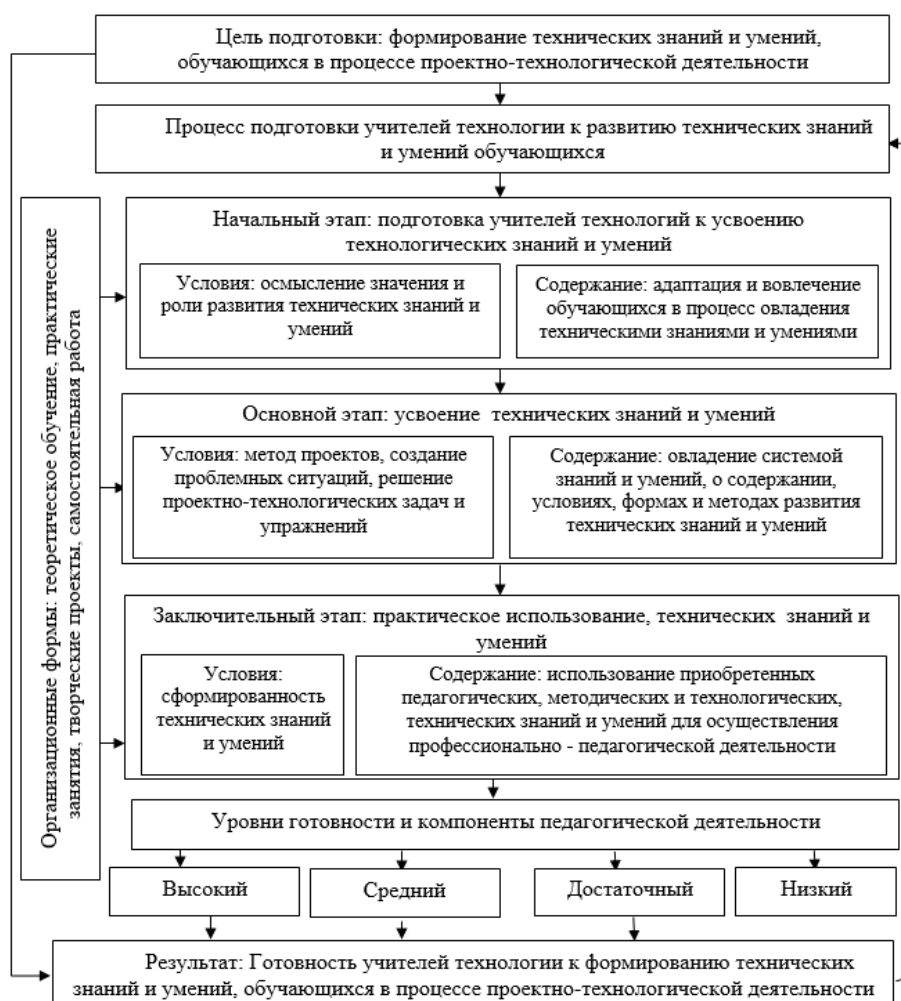 Цель подготовки: формирование технических знаний и умений,
обучающихся в процессе проектно-технологической деятельности
Процесс подготовки учителей технологии к развитию технических знаний
и умений обучающихся
Организационные формы: теоретическое обучение, практические
занятия, творческие проекты, самостоятельная работа
Начальный этап: подготовка учителей технологий к усвоению
технологических знаний и умений
Условия: осмысление значения и
роли развития технических знаний и
умений
Содержание: адаптация и вовлечение
обучающихся в процесс овладения
техническими знаниями и умениями
Основной этап: усвоение технических знаний и умений
Условия: метод проектов, создание
проблемных ситуаций, решение
проектно-технологических задач и
упражнений
Содержание: овладение системой
знаний и умений, о содержании,
условиях, формах и методах развития
технических знаний и умений
Заключительный этап: практическое использование, технических знаний и
умений
Условия:
сформированность
технических знаний
и умений
Содержание: использование приобретенных
педагогических, методических и технологических,
технических знаний и умений для осуществления
профессионально - педагогической деятельности
Уровни готовности и компоненты педагогической деятельности
Высокий
Средний
Достаточный
Низкий
Результат: Готовность учителей технологии к формированию технических
знаний и умений, обучающихся в процессе проектно-технологической деятельности